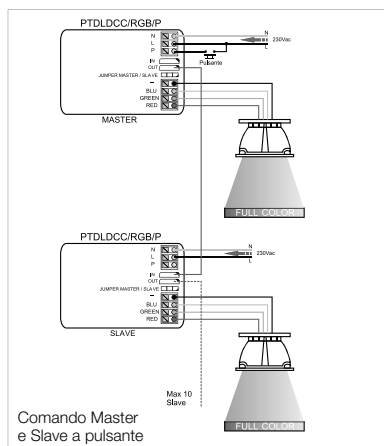 PTDLDCC/RGB/P
N
L
P
N
230Vac
L
Pulsante
IN
OUT
JUMPER MASTER / SLAVE
–
BLU
GREEN
RED
MASTER
FULL COLOR
PTDLDCC/RGB/P
N
L
P
N
230Vac
L
IN
OUT
JUMPER MASTER / SLAVE
–
BLU
GREEN
RED
SLAVE
Max 10
Slave
FULL COLOR
Comando Master
e Slave a pulsante